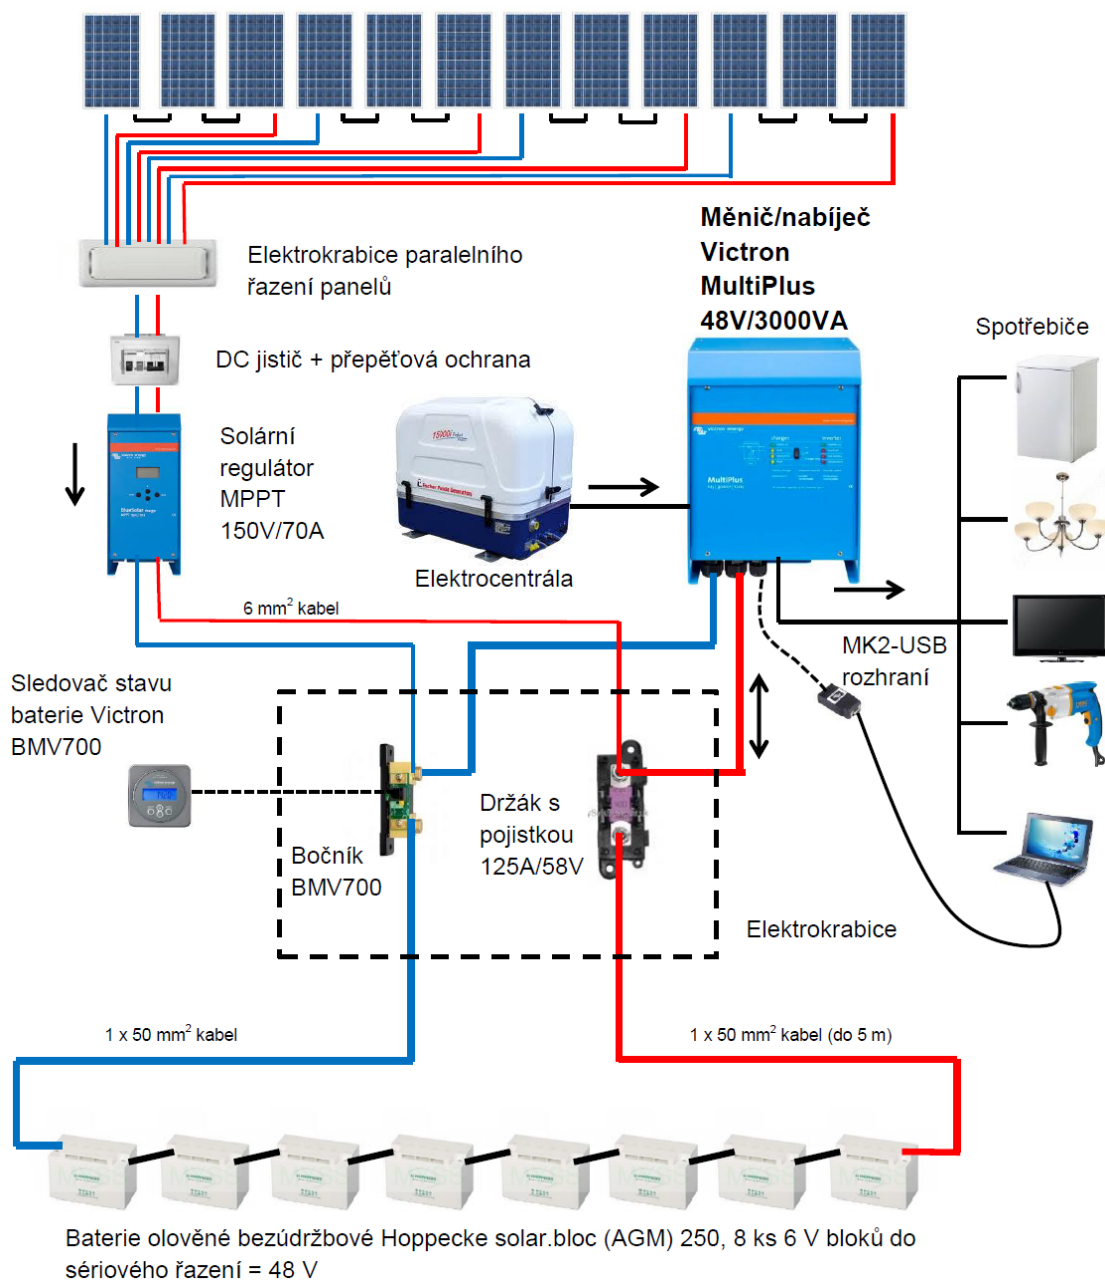 Měnič/nabíječ
Victron
MultiPlus
48V/3000VA
Elektrokrabice paralelního
řazení panelů
Spotřebiče
DC jistič + přepěťová ochrana
Solární
regulátor
MPPT
150V/70A
15000i
MultiPlus
Elektrocentrála
6 mm² kabel
MK2-USB
rozhraní
Sledovač stavu
baterie Victron
BMV700
Držák s
pojistkou
125A/58V
Bočník
BMV700
Elektrokrabice
1 x 50 mm² kabel
1 x 50 mm² kabel (do 5 m)
Baterie olověné bezúdržbové Hoppecke solar.bloc (AGM) 250, 8 ks 6 V bloků do
sériového řazení = 48 V